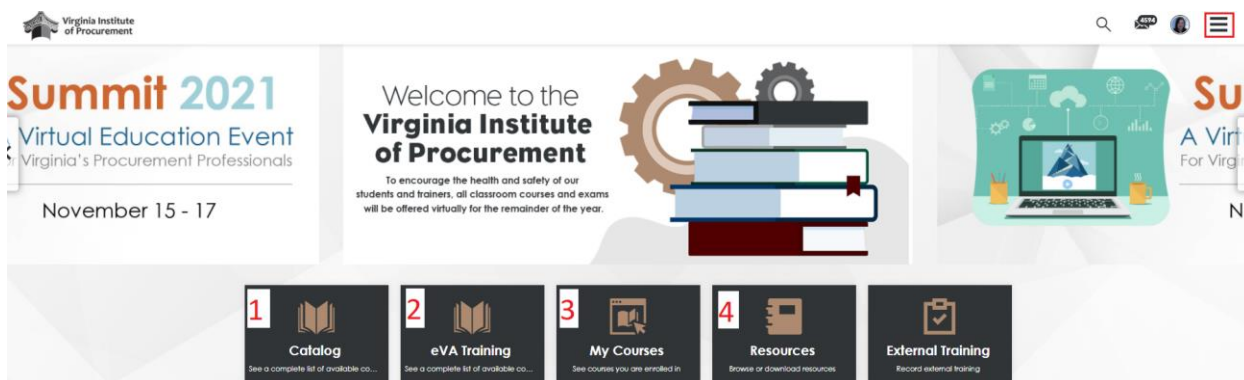 Virginia Institute
of Procurement
4594
Summit 2021
Virtual Education Event
Virginia's Procurement Professionals
November 15 - 17
Welcome to the
Virginia Institute
of Procurement
To encourage the health and safety of our
students and trainers, all classroom courses and exams
will be offered virtually for the remainder of the year.
Su
A Virt
For Virgi
N
1
Catalog
See a complete list of available co...
2
eVA Training
See a complete list of available co...
3
My Courses
See courses you are enrolled in
4
Resources
Browse or download resources
External Training
Record external training